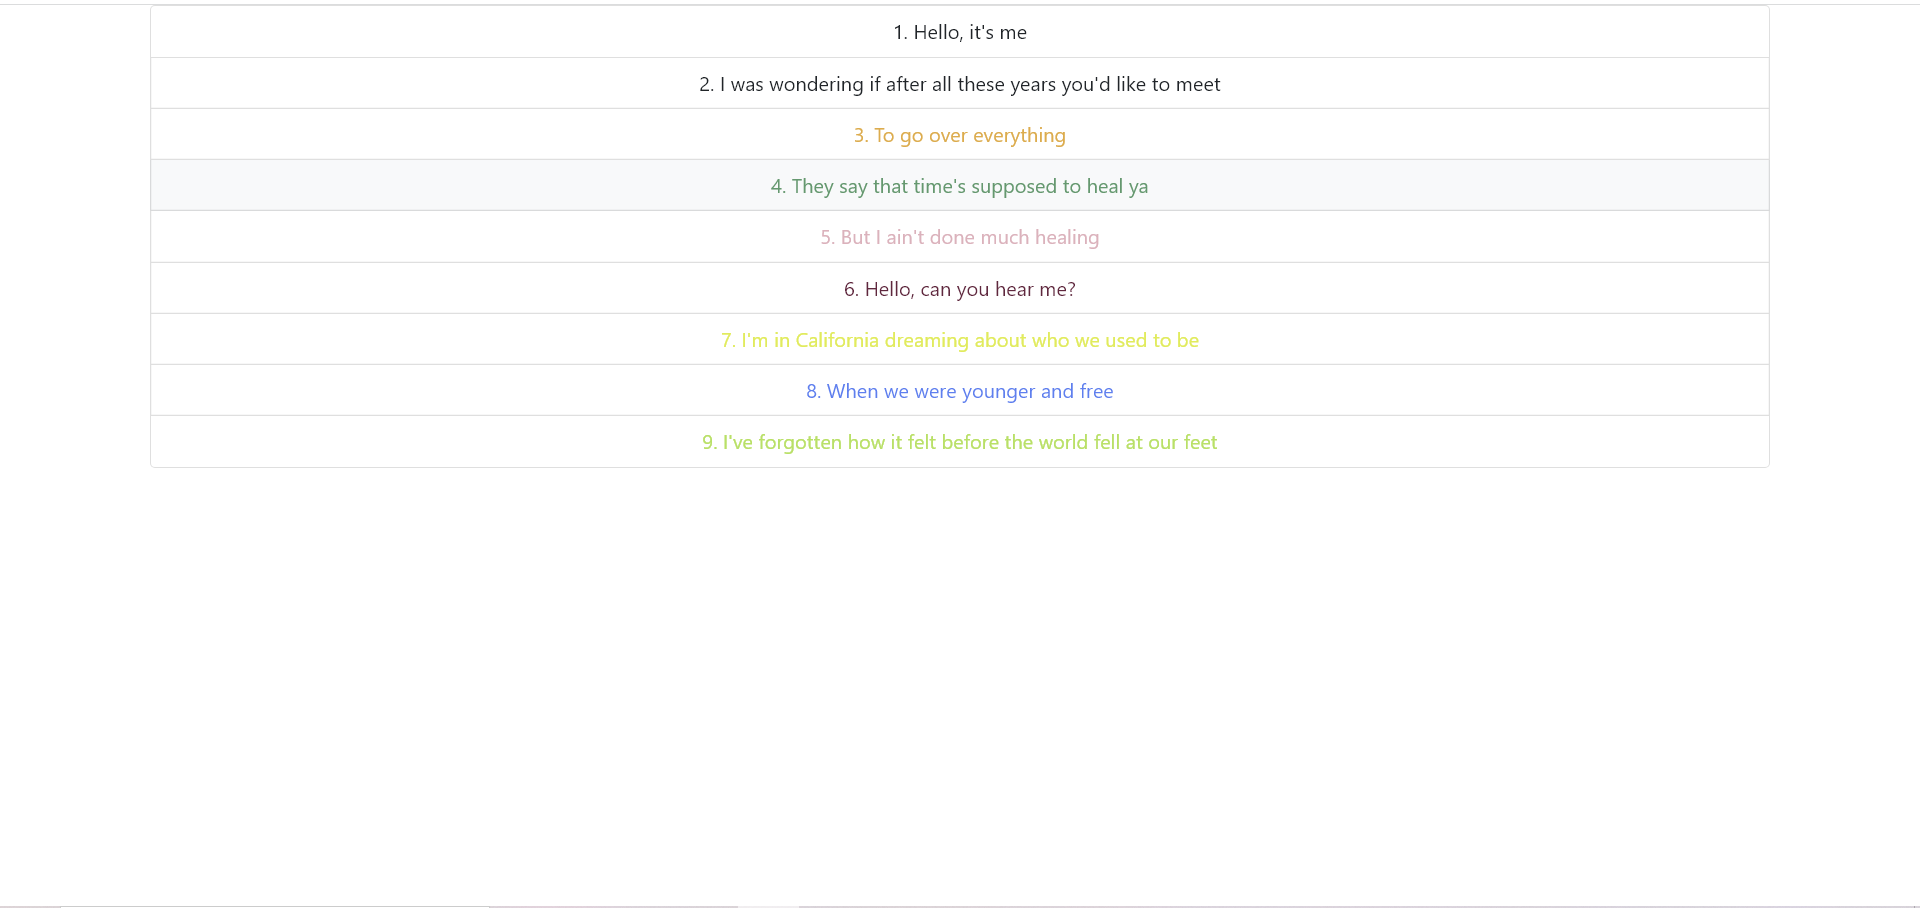 1. Hello, it's me
2. I was wondering if after all these years you'd like to meet
3. To go over everything
4. They say that time's supposed to heal ya
5. But I ain't done much healing
6. Hello, can you hear me?
7. I'm in California dreaming about who we used to be
8. When we were younger and free
9. I've forgotten how it felt before the world fell at our feet